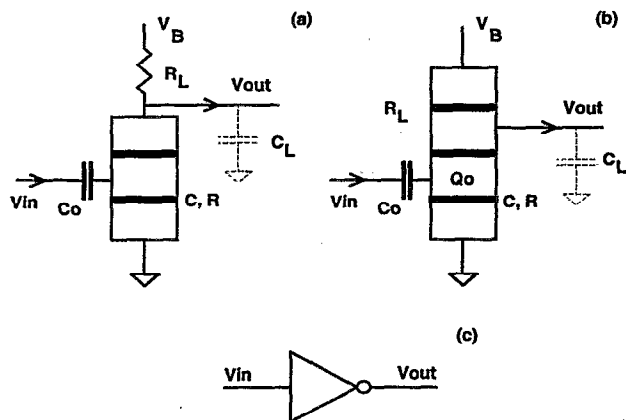 (a)
V_B
R_L
Vout
C_L
Vin
Co
C, R
(b)
V_B
R_L
Vout
C_L
Qo
Vin
Co
C, R
(c)
Vin
Vout